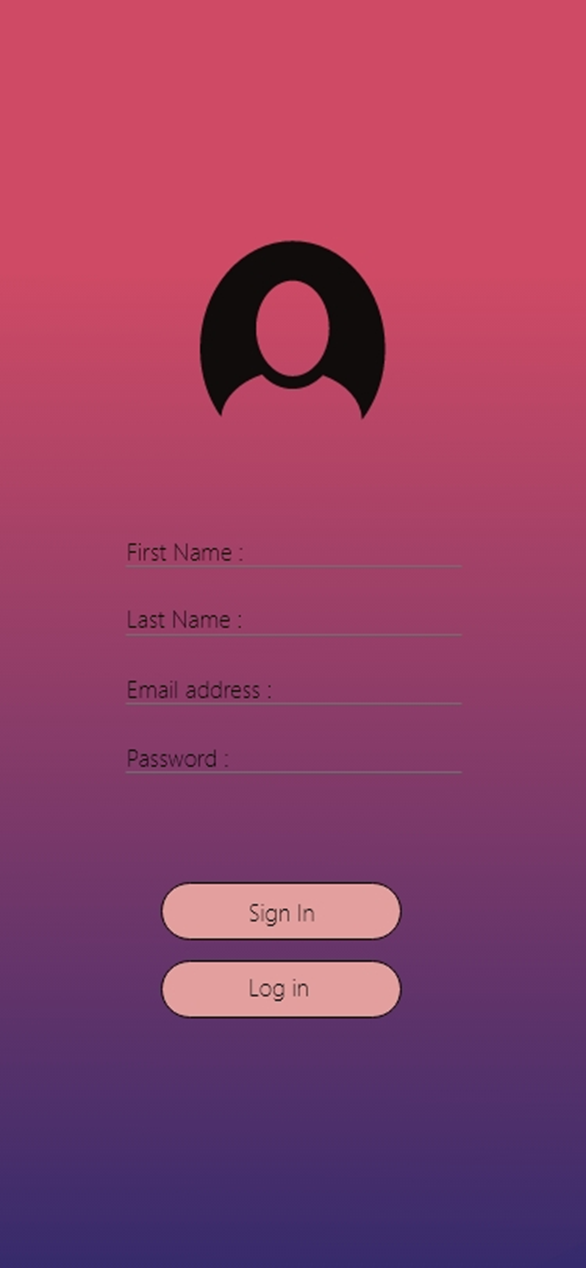 First Name :
Last Name :
Email address :
Password :
Sign In
Log in